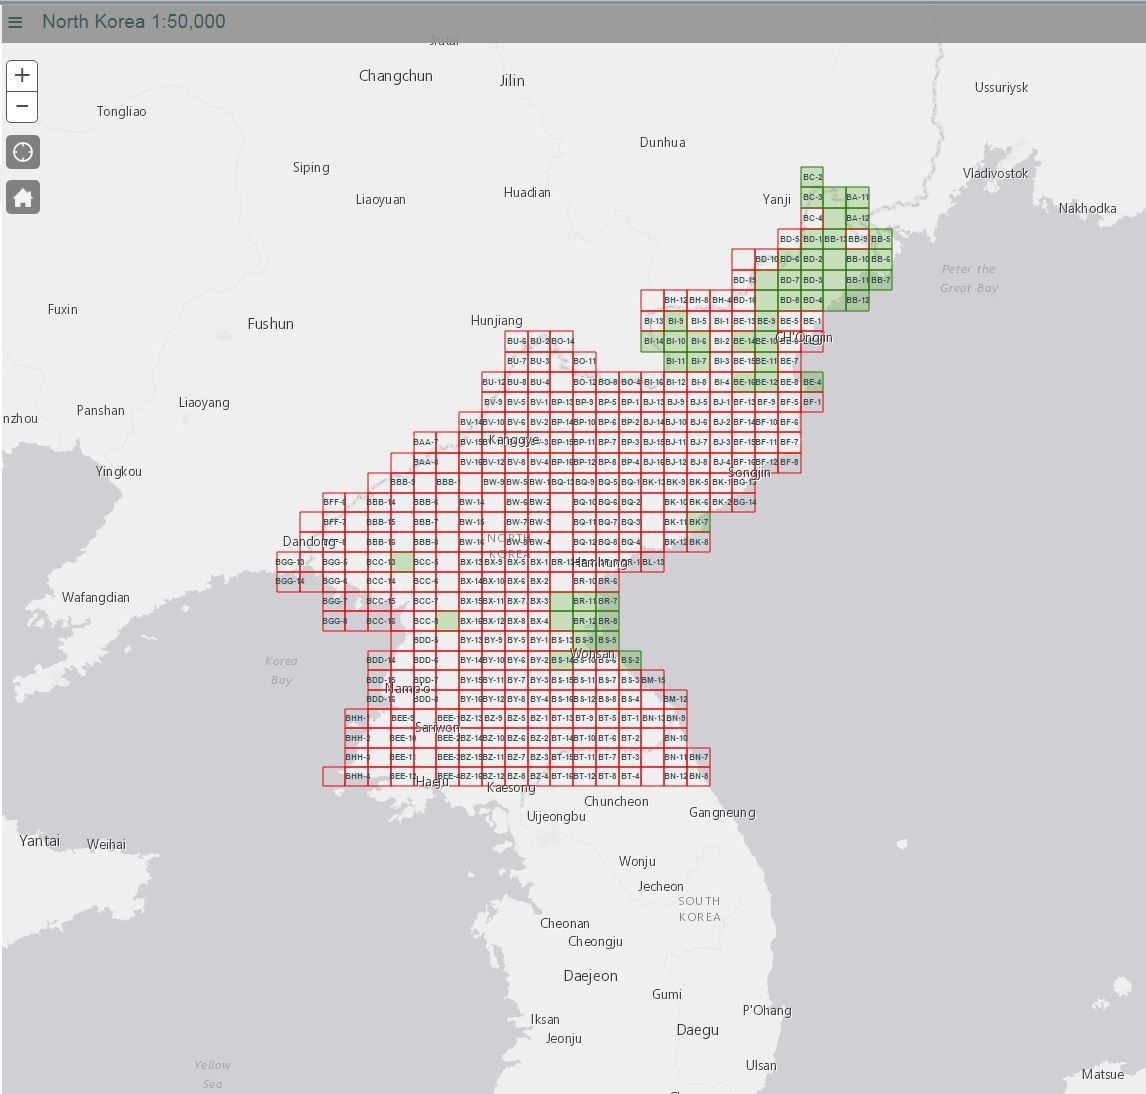 North Korea 1:50,000
Jiutai
Changchun
Jilin
Ussuriysk
Tongliao
Dunhua
Siping
Vladivostok
Liaoyuan
Huadian
Yanji
Nakhodka
BC-2
BC-3 BA-11
BC-4 BA-12
BD-5 BD-1 BB-13 BB-9 BB-5
BD-10 BD-6 BD-2 BB-10 BB-6
Peter the
Great Bay
BD-15 BD-7 BD-3 BB-11 BB-7
BH-12 BH-8 BH-4 BD-16 BD-8 BD-4 BB-12
Fuxin
Fushun
Hunjiang
BI-13 BI-9 BI-5 BI-1 BE-13 BE-9 BE-5 BE-1
BU-6 BU-2 BO-14 BI-14 BI-10 BI-6 BI-2 BE-14 BE-10
CH'Ongjin
BU-7 BU-3 BO-11 BI-11 BI-7 BI-3 BE-15 BE-11 BE-7
BU-12 BU-8 BU-4 BO-12 BO-8 BO-4 BI-16 BI-12 BI-8 BI-4 BE-16 BE-12 BE-8 BE-4
Liaoyang
Panshan
nzhou
BV-9 BV-5 BV-1 BP-13 BP-9 BP-5 BP-1 BJ-13 BJ-9 BJ-5 BJ-1 BF-13 BF-9 BF-5 BF-1
BV-14 BV-10 BV-6 BV-2 BP-14 BP-10 BP-6 BP-2 BJ-14 BJ-10 BJ-6 BJ-2 BF-14 BF-10 BF-6
BAA-7 BV-15 Kanggye BV-3 BP-15 BP-11 BP-7 BP-3 BJ-15 BJ-11 BJ-7 BJ-3 BF-15 BF-11 BF-7
BAA-8 BV-16 BV-12 BV-8 BV-4 BP-16 BP-12 BP-8 BP-4 BJ-16 BJ-12 BJ-8 BJ-4 BF-16 BF-12 BF-8
Yingkou
Songjin
BBB-9 BBB-1 BW-9 BW-5 BW-1 BQ-13 BQ-9 BQ-5 BQ-1 BK-13 BK-9 BK-5 BK-1 BG-13
BFF-6 BBB-14 BBB-6 BW-14 BW-6 BW-2 BQ-10 BQ-6 BQ-2 BK-10 BK-6 BK-2 BG-14
BFF-7 BBB-15 BBB-7 BW-15 BW-7 BW-3 BQ-11 BQ-7 BQ-3 BK-11 BK-7
Dandong BBB-16 BBB-8 BW-16 BW-8 BW-4 BQ-12 BQ-8 BQ-4 BK-12 BK-8
NORTH
KOREA
BGG-13 BGG-5 BCC-13 BCC-5 BX-13 BX-9 BX-5 BX-1 BR-13 Hamhung BR-1 BL-13
BGG-14 BGG-6 BCC-14 BCC-6 BX-14 BX-10 BX-6 BX-2 BR-10 BR-6
Wafangdian
BGG-7 BCC-15 BCC-7 BX-15 BX-11 BX-7 BX-3 BR-11 BR-7
BGG-8 BCC-16 BCC-8 BX-16 BX-12 BX-8 BX-4 BR-12 BR-8
BDD-5 BY-13 BY-9 BY-5 BY-1 BS-13 BS-9 BS-5
Wonsan
Korea
Bay
BDD-14 BDD-6 BY-14 BY-10 BY-6 BY-2 BS-14 BS-10 BS-6 BS-2
BDD-15 BDD-7 BY-15 BY-11 BY-7 BY-3 BS-15 BS-11 BS-7 BS-3 BM-15
Namp'o
BDD-16 BDD-8 BY-16 BY-12 BY-8 BY-4 BS-16 BS-12 BS-8 BS-4 BM-12
BHH-1 BEE-9 BEE-1 BZ-13 BZ-9 BZ-5 BZ-1 BT-13 BT-9 BT-5 BT-1 BN-13 BN-9
Sariwon
BHH-2 BEE-10 BEE-2 BZ-14 BZ-10 BZ-6 BZ-2 BT-14 BT-10 BT-6 BT-2 BN-10
BHH-3 BEE-11 BEE-3 BZ-15 BZ-11 BZ-7 BZ-3 BT-15 BT-11 BT-7 BT-3 BN-11 BN-7
BHH-4 BEE-12 BEE-4 BZ-16 BZ-12 BZ-8 BZ-4 BT-16 BT-12 BT-8 BT-4 BN-12 BN-8
Haeju
Kaesong
Chuncheon
Uijeongbu
Gangneung
Yantai
Weihai
Wonju
Jecheon
SOUTH
KOREA
Cheonan
Cheongju
Daejeon
Gumi
P'Ohang
Iksan
Jeonju
Daegu
Yellow
Sea
Ulsan
Matsue